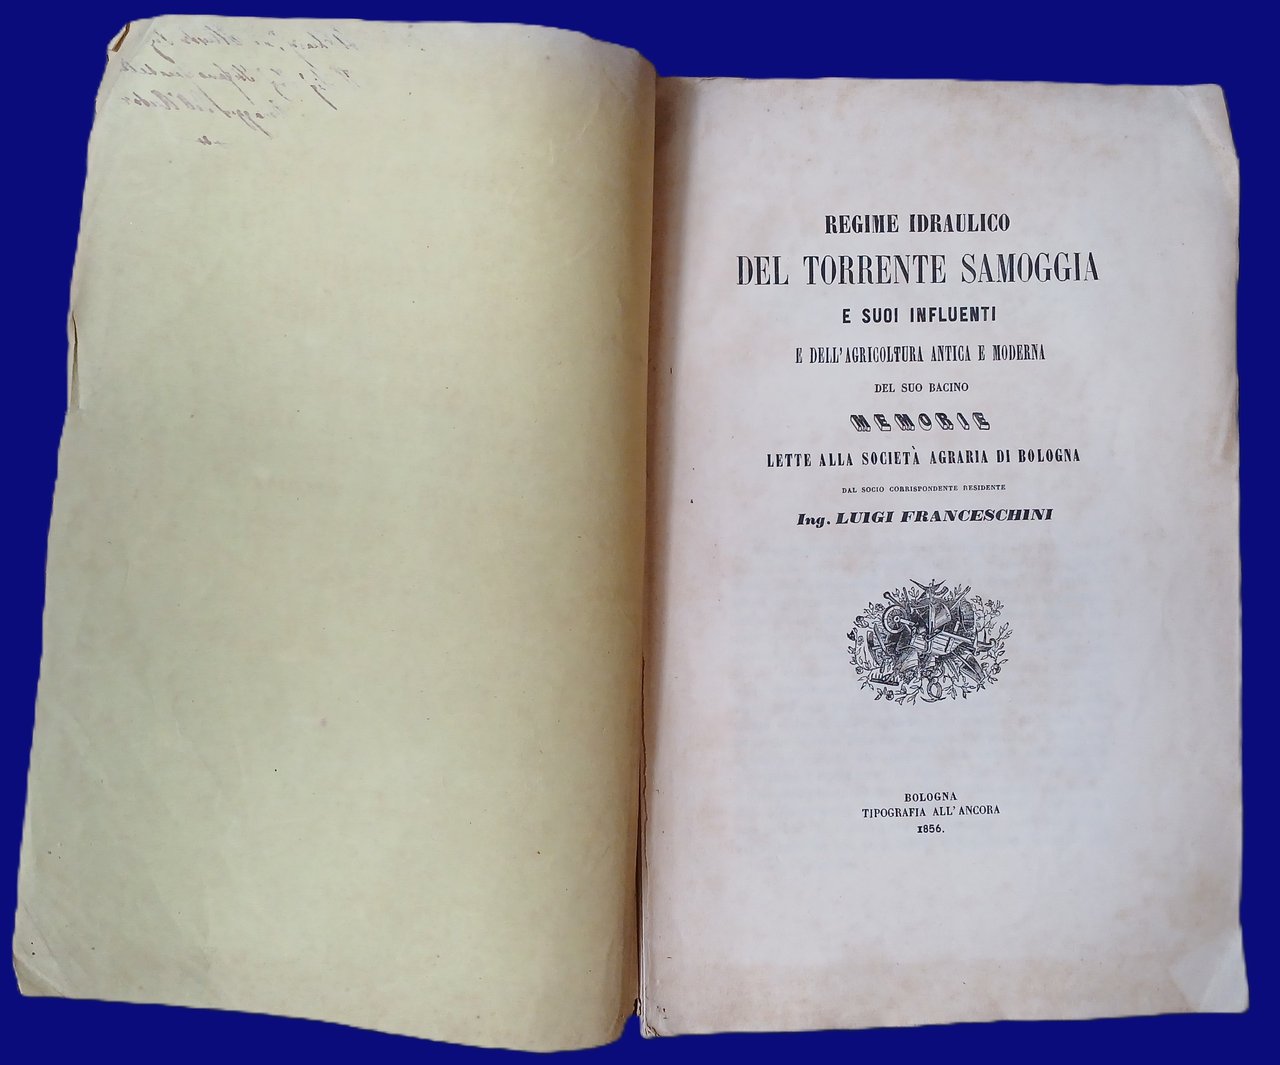 REGIME IDRAULICO
DEL TORRENTE SAMOGGIA
E SUOI INFLUENTI
E DELL'AGRICOLTURA ANTICA E MODERNA
DEL SUO BACINO
MEMORIE
LETTE ALLA SOCIETÀ AGRARIA DI BOLOGNA
DAL SOCIO CORRISPONDENTE RESIDENTE
Ing. LUIGI FRANCESCHINI
BOLOGNA
TIPOGRAFIA ALL'ANCORA
1856.